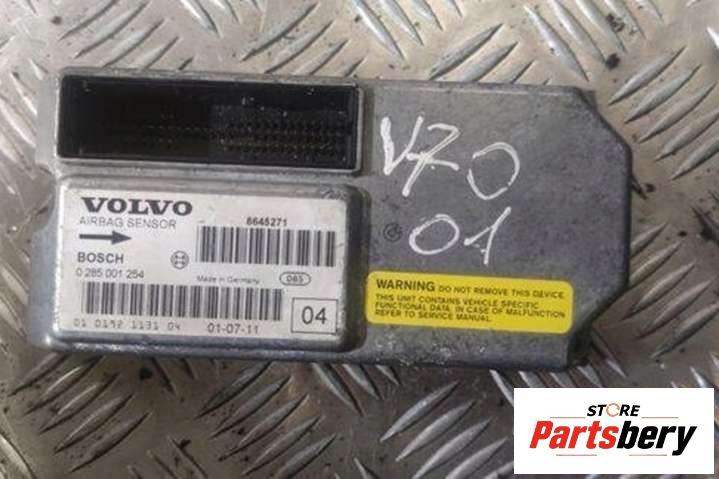 V70
01
VOLVO
AIRBAG SENSOR
8645271
BOSCH
0 285 001 254
Made in Germany
085
01 0192 1131 04
01-07-11
04
WARNING DO NOT REMOVE THIS DEVICE.
THIS UNIT CONTAINS VEHICLE SPECIFIC
FUNCTIONAL DATA, IN CASE OF MALFUNCTION
REFER TO SERVICE MANUAL.
STORE
Partsbery